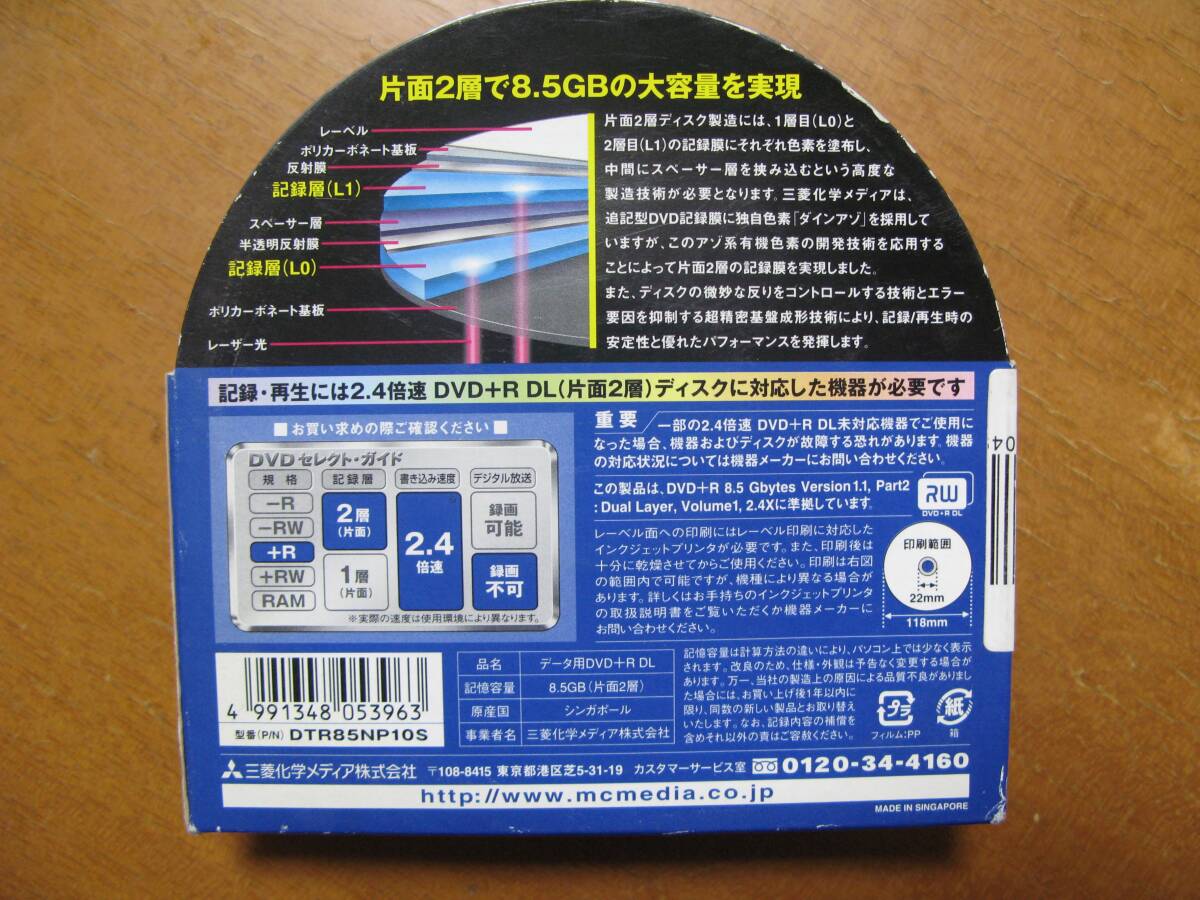 片面2層で8.5GBの大容量を実現
レーベル
ポリカーボネート基板
反射膜
記録層(L1)
スペーサー層
半透明反射膜
記録層(L0)
ポリカーボネート基板
レーザー光
片面2層ディスク製造には、1層目(L0)と
2層目(L1)の記録膜にそれぞれ色素を塗布し、
中間にスペーサー層を挟み込むという高度な
製造技術が必要となります。三菱化学メディアは、
追記型DVD記録膜に独自色素「ダインアゾ」を採用して
いますが、このアゾ系有機色素の開発技術を応用する
ことによって片面2層の記録膜を実現しました。
また、ディスクの微妙な反りをコントロールする技術とエラー
要因を抑制する超精密基盤成形技術により、記録/再生時の
安定性と優れたパフォーマンスを発揮します。
記録・再生には2.4倍速 DVD+R DL(片面2層)ディスクに対応した機器が必要です
■お買い求めの際ご確認ください■
DVDセレクト・ガイド
規格 記録層 書き込み速度 デジタル放送
-R
-RW
+R
+RW
RAM
2層
(片面)
1層
(片面)
2.4
倍速
録画
可能
録画
不可
※実際の速度は使用環境により異なります。
重要 一部の2.4倍速 DVD+R DL未対応機器でご使用に
なった場合、機器およびディスクが故障する恐れがあります。機器
の対応状況については機器メーカーにお問い合わせください。
この製品は、DVD+R 8.5 Gbytes Version1.1, Part2
: Dual Layer, Volume1, 2.4Xに準拠しています。
RW
DVD+R DL
レーベル面への印刷にはレーベル印刷に対応した
インクジェットプリンタが必要です。また、印刷後は
十分に乾燥させてからご使用ください。印刷は右図
の範囲内で可能ですが、機種により異なる場合が
あります。詳しくはお手持ちのインクジェットプリンタ
の取扱説明書をご覧いただくか機器メーカーに
お問い合わせください。
印刷範囲
22mm
118mm
4 991348 053963
型番(P/N) DTR85NP10S
品名 データ用DVD+R DL
記憶容量 8.5GB(片面2層)
原産国 シンガポール
事業者名 三菱化学メディア株式会社
記憶容量は計算方法の違いにより、パソコン上では少なく表示
されます。改良のため、仕様・外観は予告なく変更する場合が
あります。万一、当社の製造上の原因による品質不良がありまし
た場合には、お買い上げ後1年以内に
限り、同数の新しい製品とお取り替え
いたします。なお、記録内容の補償を
含めそれ以外の責はご容赦ください。
プラ
フィルム:PP
紙
箱
三菱化学メディア株式会社 〒108-8415 東京都港区芝5-31-19 カスタマーサービス室 0120-34-4160
http://www.mcmedia.co.jp
MADE IN SINGAPORE